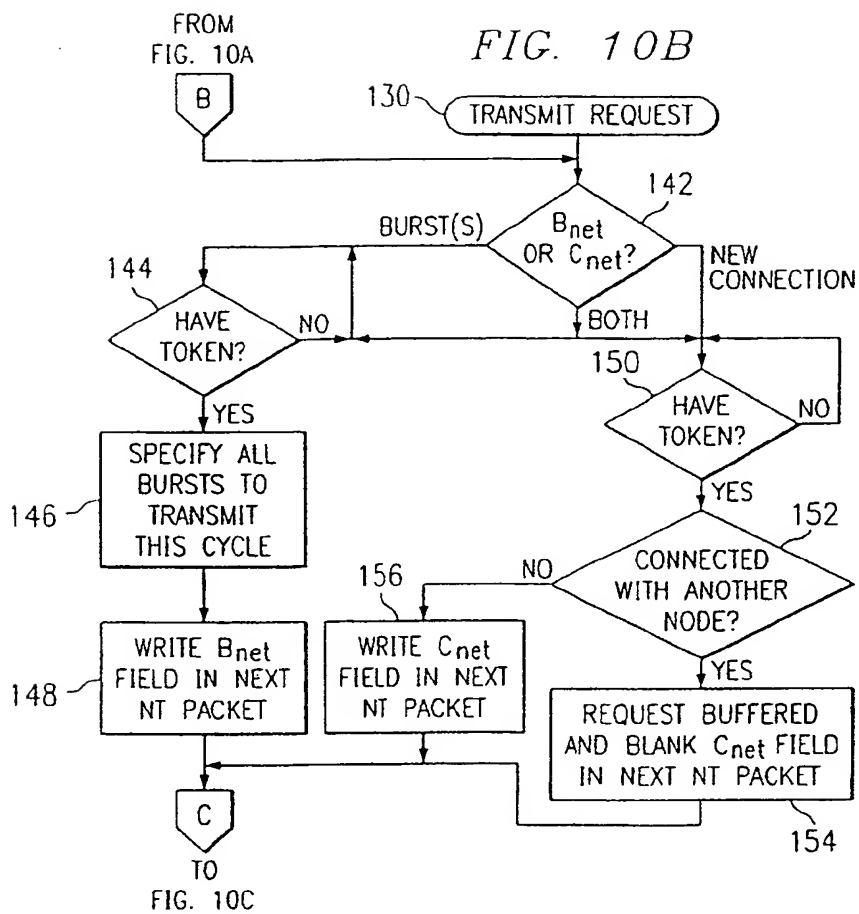 FROM
FIG. 10A
B
FIG. 10B
130
TRANSMIT REQUEST
142
Bnet
OR Cnet?
BURST(S)
NEW
CONNECTION
BOTH
144
HAVE
TOKEN?
NO
YES
150
HAVE
TOKEN?
NO
YES
146
SPECIFY ALL
BURSTS TO
TRANSMIT
THIS CYCLE
152
CONNECTED
WITH ANOTHER
NODE?
NO
YES
156
WRITE Cnet
FIELD IN NEXT
NT PACKET
148
WRITE Bnet
FIELD IN NEXT
NT PACKET
REQUEST BUFFERED
AND BLANK Cnet FIELD
IN NEXT NT PACKET
154
C
TO
FIG. 10C